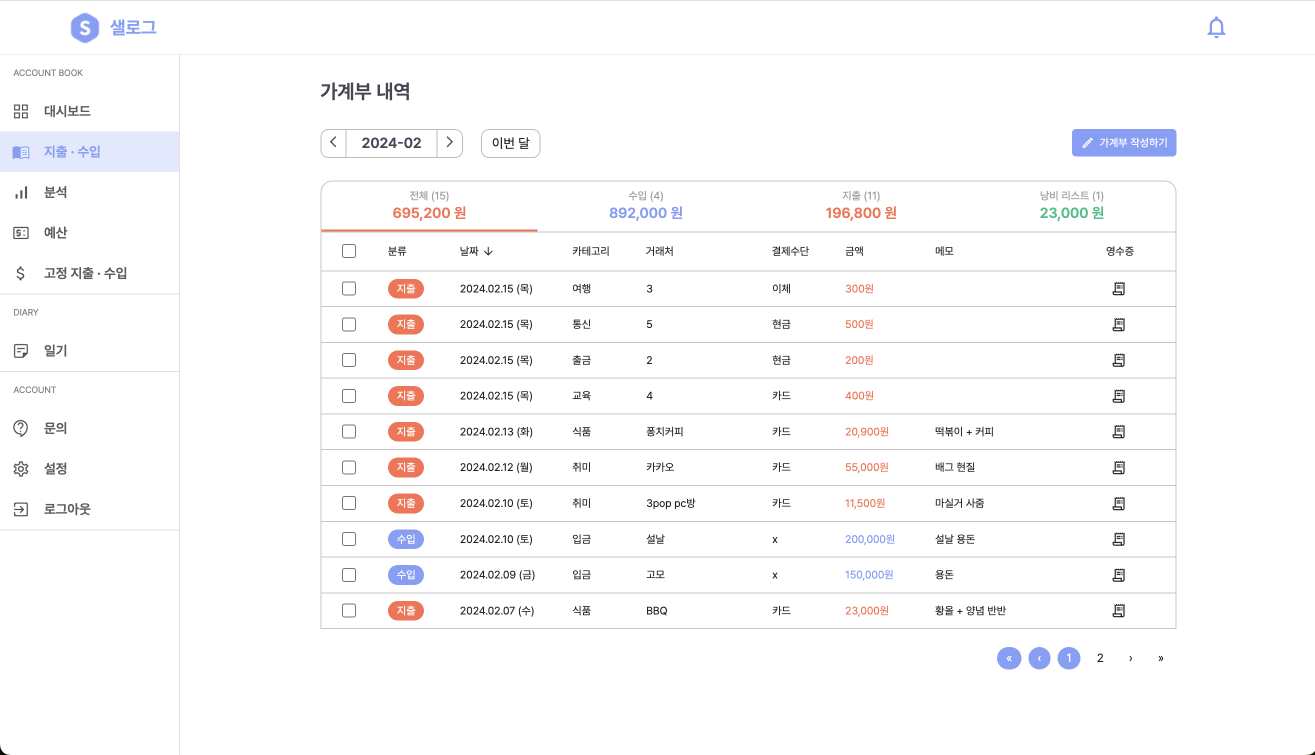 S 샐로그
ACCOUNT BOOK
대시보드
지출 · 수입
분석
예산
고정 지출 · 수입
DIARY
일기
ACCOUNT
문의
설정
로그아웃
가계부 내역
2024-02 이번 달 가계부 작성하기
전체 (15) 수입 (4) 지출 (11) 낭비 리스트 (1)
695,200 원 892,000 원 196,800 원 23,000 원
분류 날짜 ↓ 카테고리 거래처 결제수단 금액 메모 영수증
지출 2024.02.15 (목) 여행 3 이체 300원
지출 2024.02.15 (목) 통신 5 현금 500원
지출 2024.02.15 (목) 출금 2 현금 200원
지출 2024.02.15 (목) 교육 4 카드 400원
지출 2024.02.13 (화) 식품 퐁치커피 카드 20,900원 떡볶이 + 커피
지출 2024.02.12 (월) 취미 카카오 카드 55,000원 배그 현질
지출 2024.02.10 (토) 취미 3pop pc방 카드 11,500원 마실거 사줌
수입 2024.02.10 (토) 입금 설날 x 200,000원 설날 용돈
수입 2024.02.09 (금) 입금 고모 x 150,000원 용돈
지출 2024.02.07 (수) 식품 BBQ 카드 23,000원 황올 + 양념 반반
« ‹ 1 2 › »